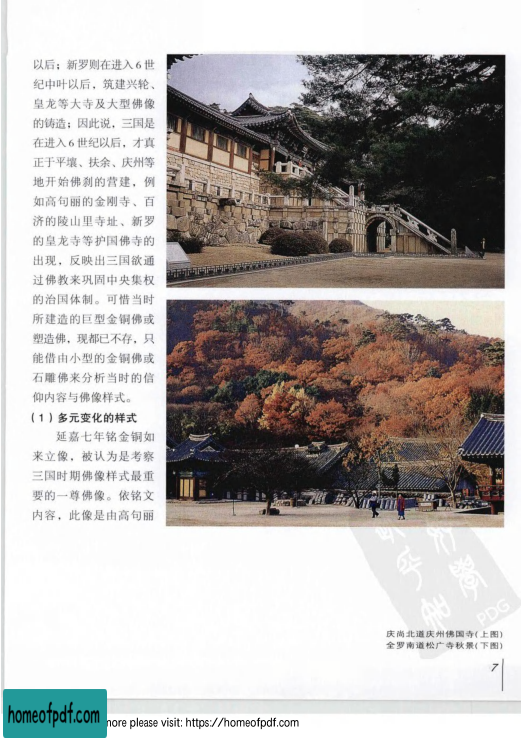 以后；新罗则在进入6世
纪中叶以后，筑建兴轮、
皇龙等大寺及大型佛像
的铸造；因此说，三国是
在进入6世纪以后，才真
正于平壤、扶余、庆州等
地开始佛刹的营建，例
如高句丽的金刚寺、百
济的陵山里寺址、新罗
的皇龙寺等护国佛寺的
出现，反映出三国欲通
过佛教来巩固中央集权
的治国体制。可惜当时
所建造的巨型金铜佛或
塑造佛，现都已不存，只
能借由小型的金铜佛或
石雕佛来分析当时的信
仰内容与佛像样式。
(1)多元变化的样式
延嘉七年铭金铜如
来立像，被认为是考察
三国时期佛像样式最重
要的一尊佛像。依铭文
内容，此像是由高句丽
庆尚北道庆州佛国寺(上图)
全罗南道松广寺秋景(下图)
7
PDG
homeofpdf.com
more please visit: https://homeofpdf.com